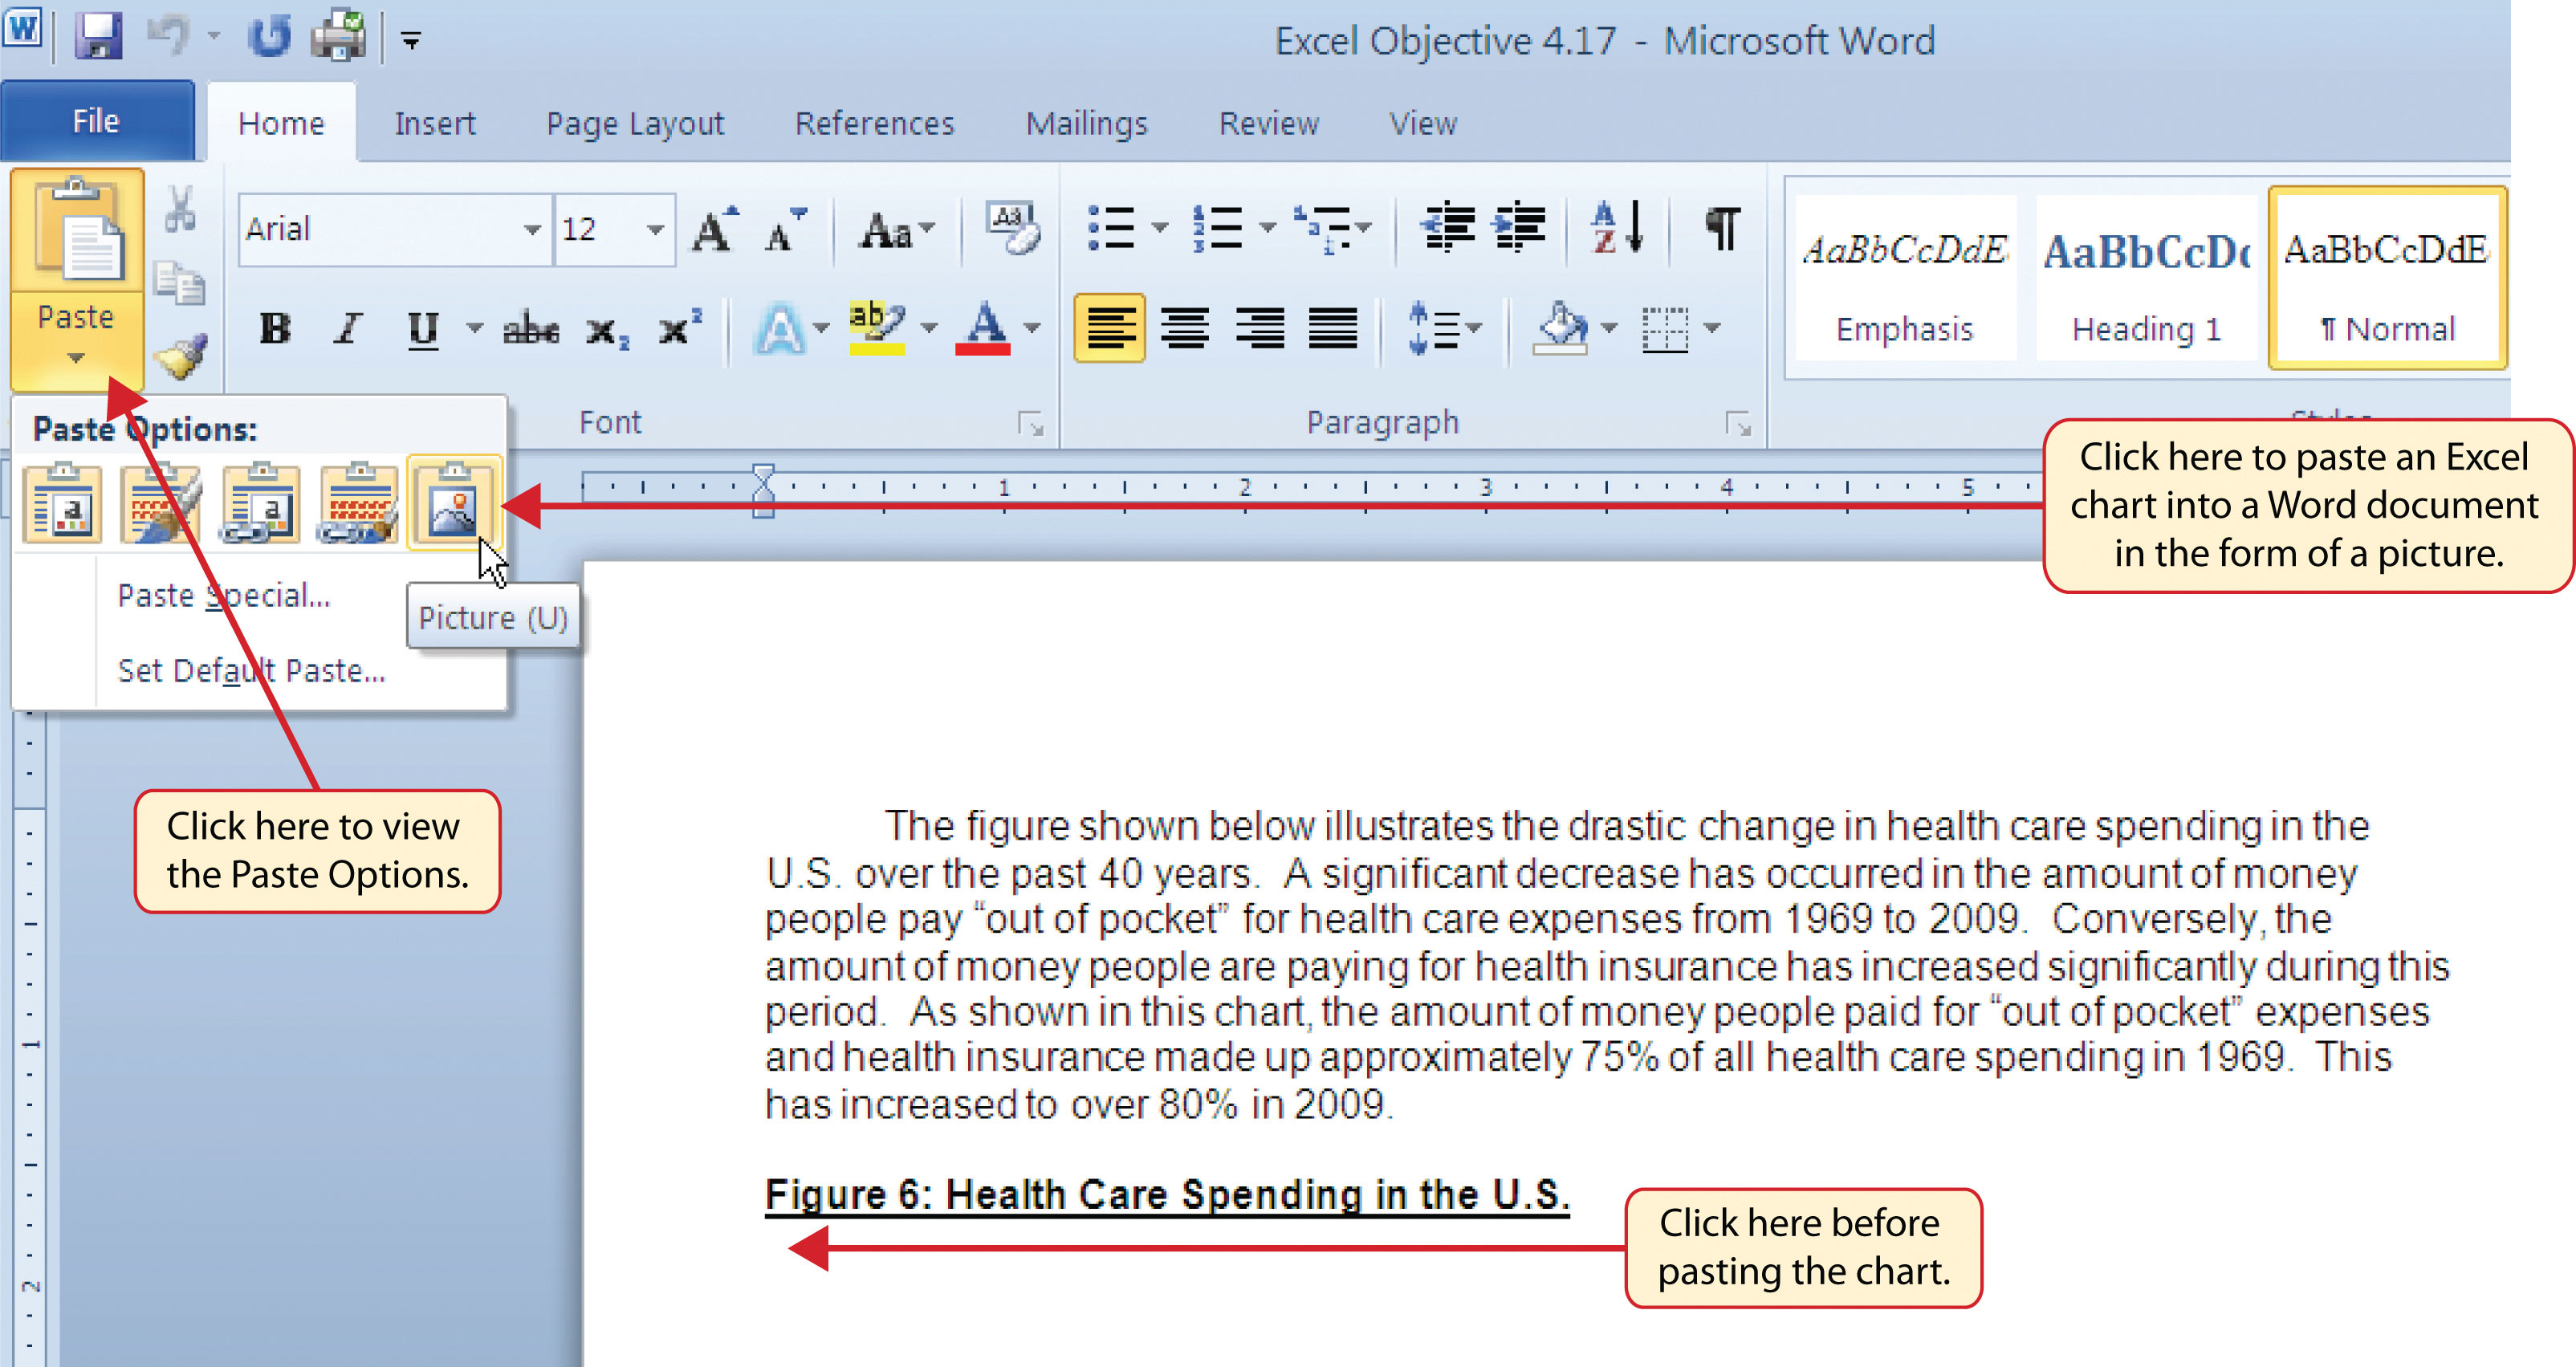 Excel Objective 4.17 - Microsoft Word
File Home Insert Page Layout References Mailings Review View
Arial 12
Paste
AaBbCcDdE AaBbCcDc AaBbCcDdE
Emphasis Heading 1 ¶ Normal
Font Paragraph Styles
Paste Options:
Paste Special...
Picture (U)
Set Default Paste...
1 2 3 4 5
Click here to paste an Excel
chart into a Word document
in the form of a picture.
Click here to view
the Paste Options.
The figure shown below illustrates the drastic change in health care spending in the
U.S. over the past 40 years. A significant decrease has occurred in the amount of money
people pay “out of pocket” for health care expenses from 1969 to 2009. Conversely, the
amount of money people are paying for health insurance has increased significantly during this
period. As shown in this chart, the amount of money people paid for “out of pocket” expenses
and health insurance made up approximately 75% of all health care spending in 1969. This
has increased to over 80% in 2009.
Figure 6: Health Care Spending in the U.S.
Click here before
pasting the chart.
1
2